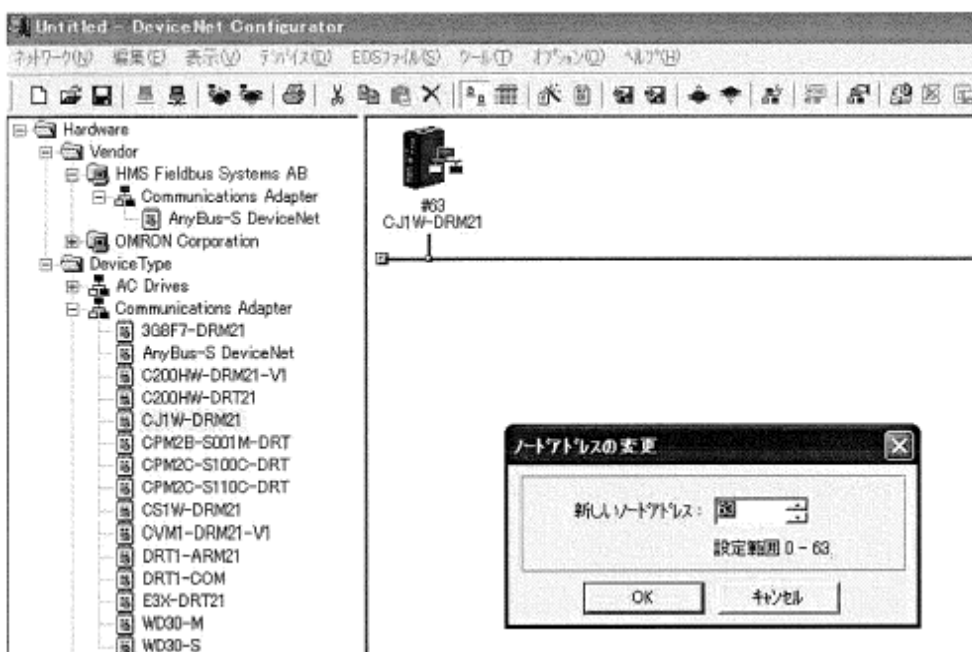 Untitled - DeviceNet Configurator
ネットワーク(N) 編集(E) 表示(V) デバイス(D) EDSファイル(S) ツール(T) オプション(O) ヘルプ(H)
Hardware
Vendor
HMS Fieldbus Systems AB
Communications Adapter
AnyBus-S DeviceNet
OMRON Corporation
DeviceType
AC Drives
Communications Adapter
3G8F7-DRM21
AnyBus-S DeviceNet
C200HW-DRM21-V1
C200HW-DRT21
CJ1W-DRM21
CPM2B-S001M-DRT
CPM2C-S100C-DRT
CPM2C-S110C-DRT
CS1W-DRM21
CVM1-DRM21-V1
DRT1-ARM21
DRT1-COM
E3X-DRT21
WD30-M
WD30-S
#63
CJ1W-DRM21
ノードアドレスの変更
新しいノードアドレス:
設定範囲 0 - 63
OK
キャンセル